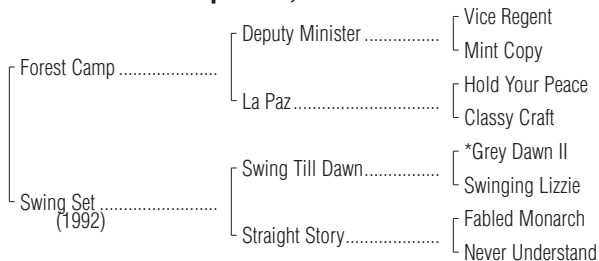 Vice Regent
Deputy Minister
Mint Copy
Forest Camp
Hold Your Peace
La Paz
Classy Craft
*Grey Dawn II
Swing Till Dawn
Swinging Lizzie
Swing Set
(1992)
Fabled Monarch
Straight Story
Never Understand